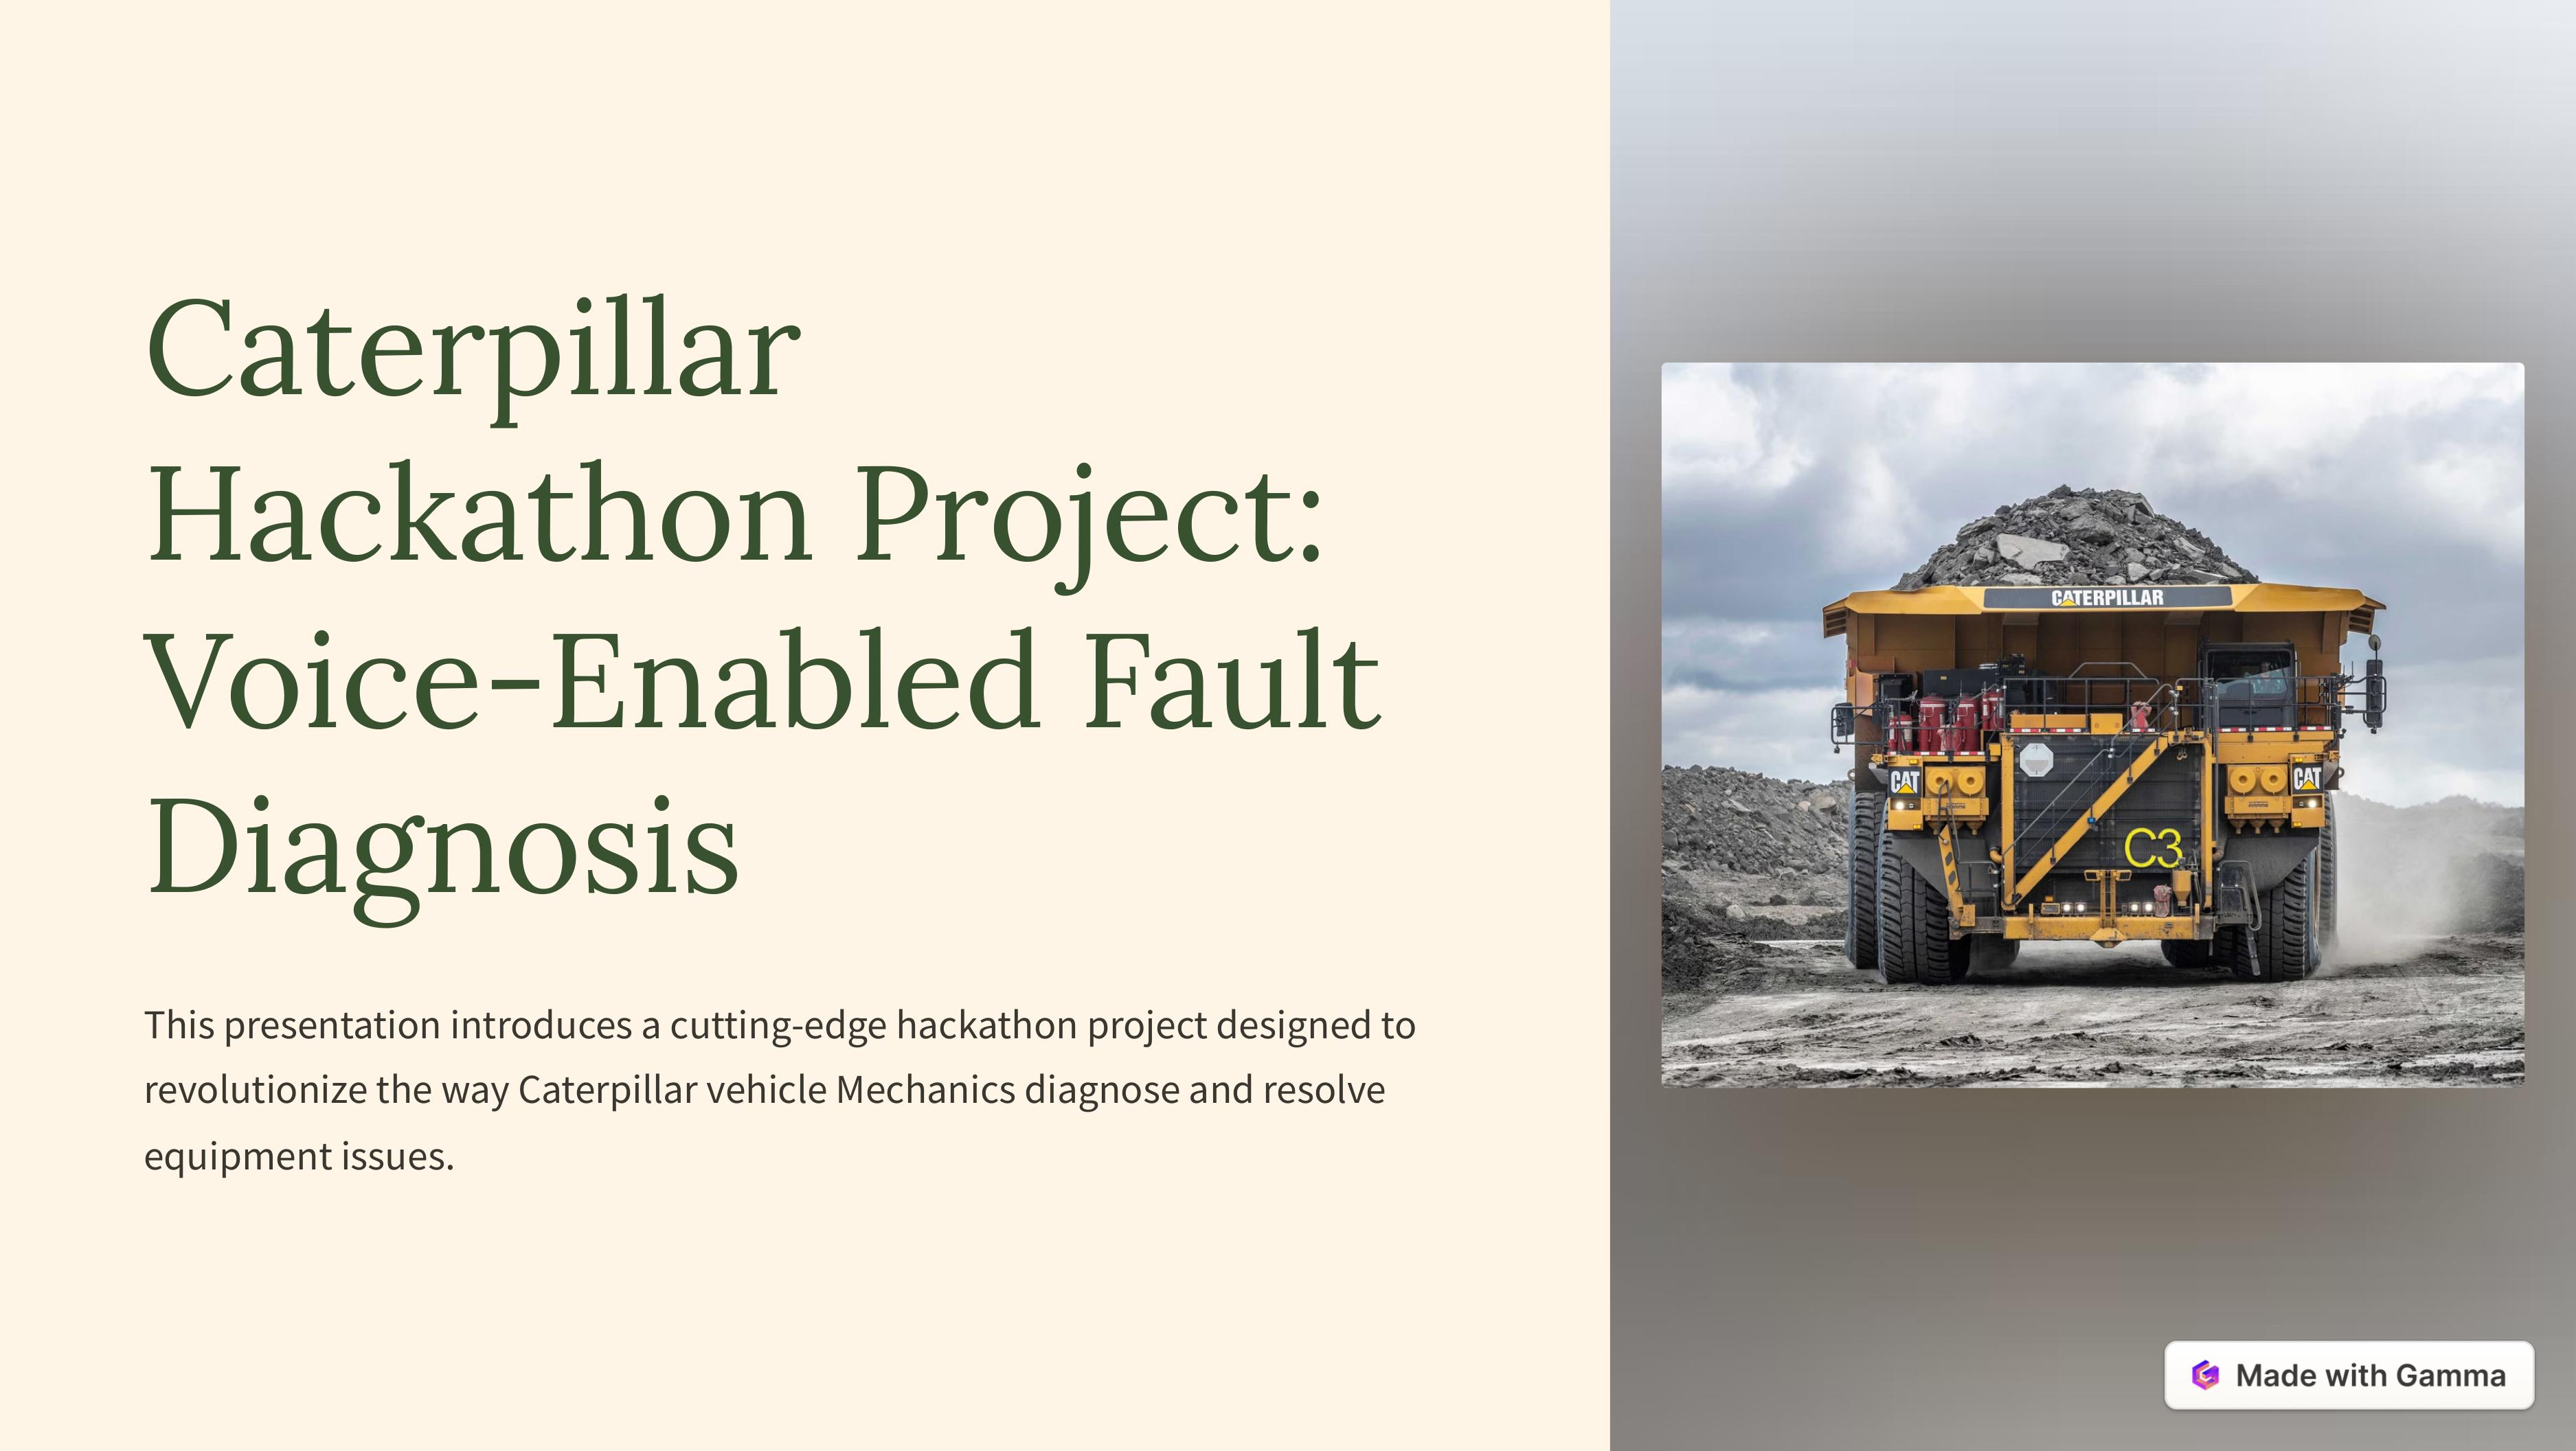 Caterpillar
Hackathon Project:
Voice-Enabled Fault
Diagnosis
This presentation introduces a cutting-edge hackathon project designed to
revolutionize the way Caterpillar vehicle Mechanics diagnose and resolve
equipment issues.
CATERPILLAR
CAT
CAT
C3
Made with Gamma